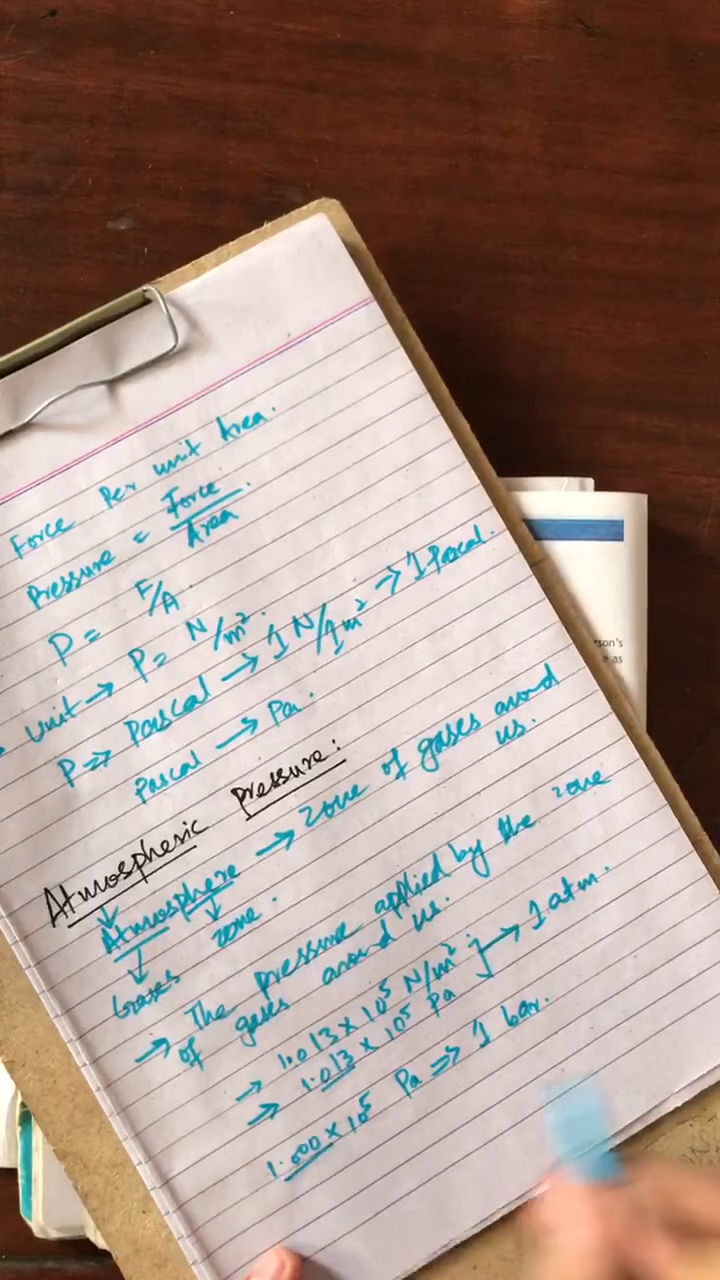 Force Per unit Area.
Pressure = Force / Area.
P = F/A.
Unit → P = N/m².
P => Pascal → 1 N/1m² → 1 Pascal.
Pascal → Pa.
Atmospheric pressure:
Atmosphere → zone of gases around us.
Gases zone.
→ The pressure applied by the zone
of gases around us.
→ 1.013 × 10⁵ N/m² } → 1 atm.
→ 1.013 × 10⁵ Pa
1.000 × 10⁵ Pa => 1 bar.
son's
as